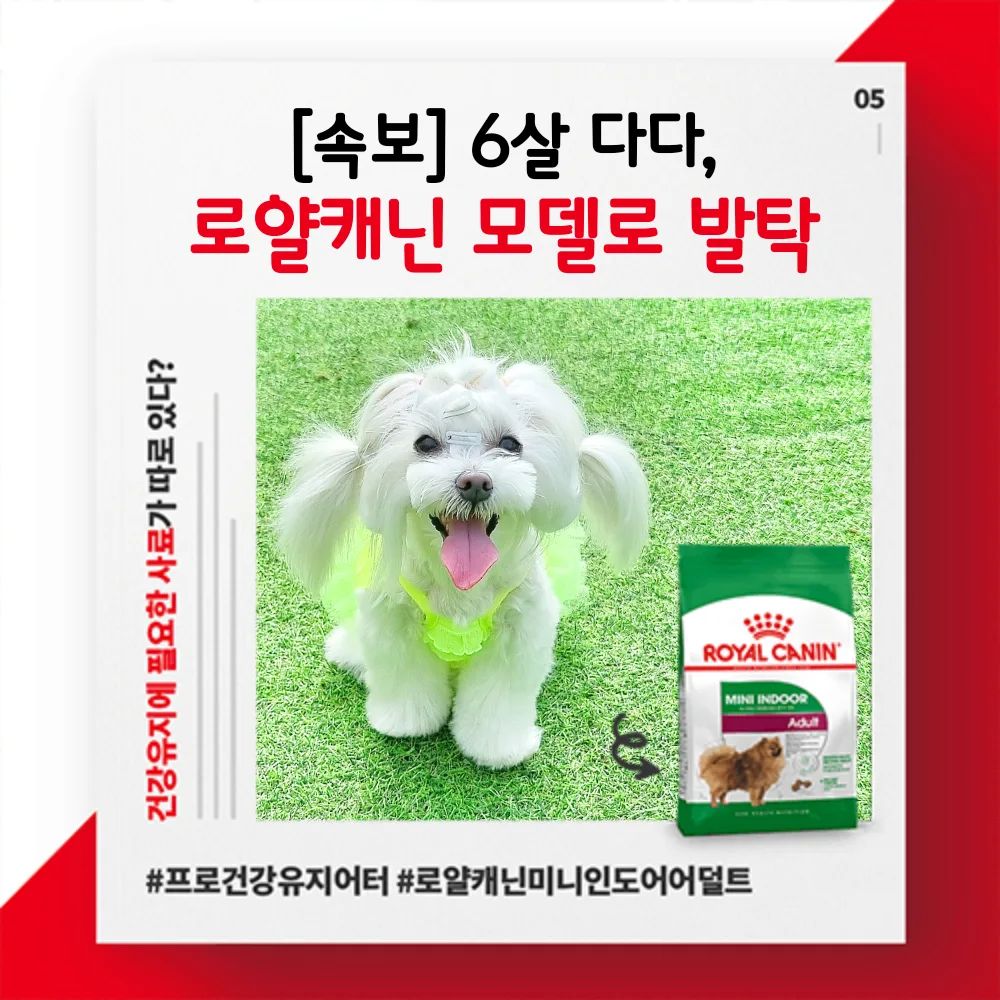 05
[속보] 6살 다다,
로얄캐닌 모델로 발탁
건강유지에 필요한 사료가 따로 있다?
ROYAL CANIN
MINI INDOOR
Adult
#프로건강유지어터 #로얄캐닌미니인도어어덜트